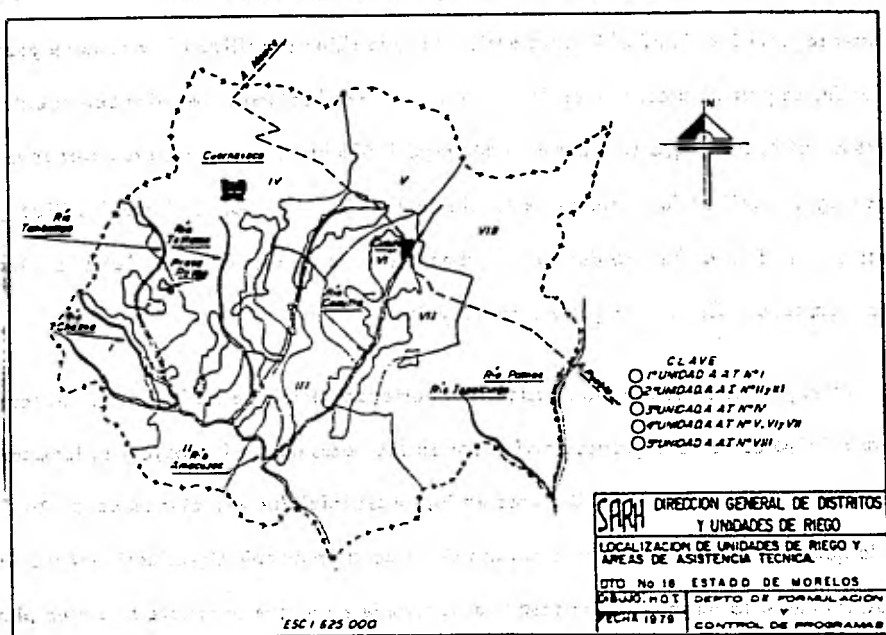 A México
N
Cuernavaca
IV
V
VIII
Río
Tembembe
Río
Cuautla
VI
VII
Río
Chalma
I
III
Río Patnoa
Río Tepalcingo
II
Río
Amacuzac
CLAVE
1ª UNIDAD A A T Nº I
2ª UNIDAD A A T Nº II y III
3ª UNIDAD A A T Nº IV
4ª UNIDAD A A T Nº V, VI y VII
5ª UNIDAD A A T Nº VIII
SARH DIRECCION GENERAL DE DISTRITOS
Y UNIDADES DE RIEGO
LOCALIZACION DE UNIDADES DE RIEGO Y
AREAS DE ASISTENCIA TECNICA.
DTO No 16 ESTADO DE MORELOS
DIBUJO: M O T
DEPTO DE FORMULACION
Y
CONTROL DE PROGRAMAS
FECHA 1979
ESC 1 625 000